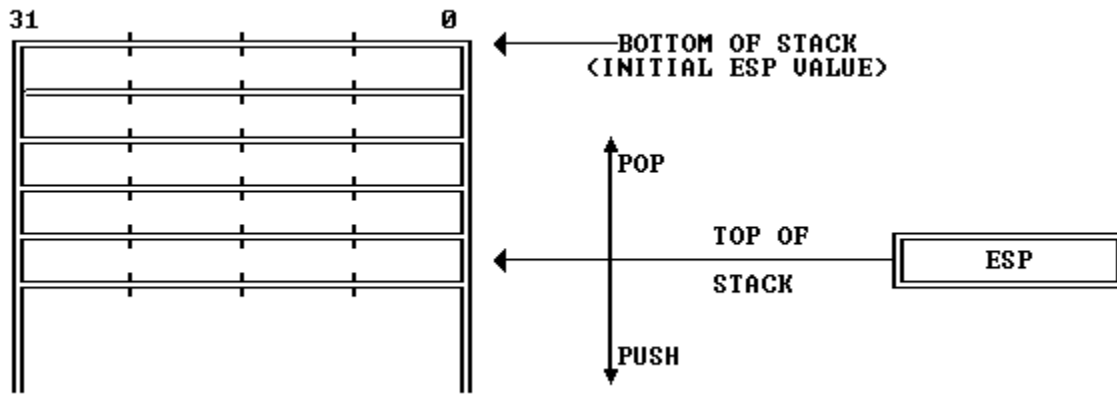 31 0
BOTTOM OF STACK
(INITIAL ESP VALUE)
POP
TOP OF
ESP
STACK
PUSH